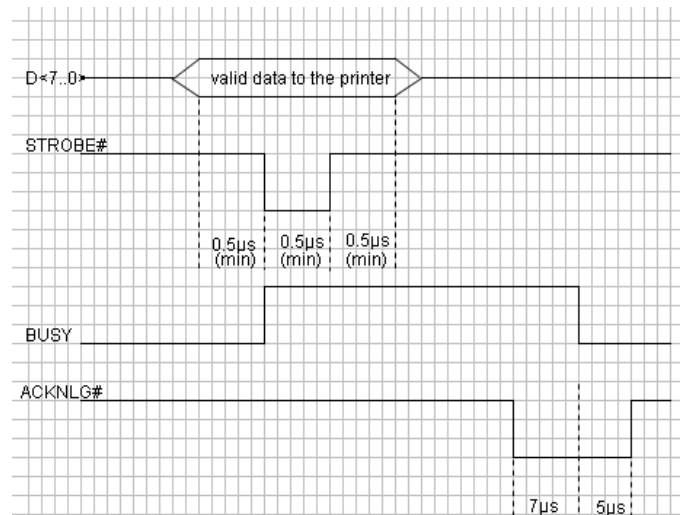 D<7..0>
valid data to the printer
STROBE#
0.5µs 0.5µs 0.5µs
(min) (min) (min)
BUSY
ACKNLG#
7µs 5µs